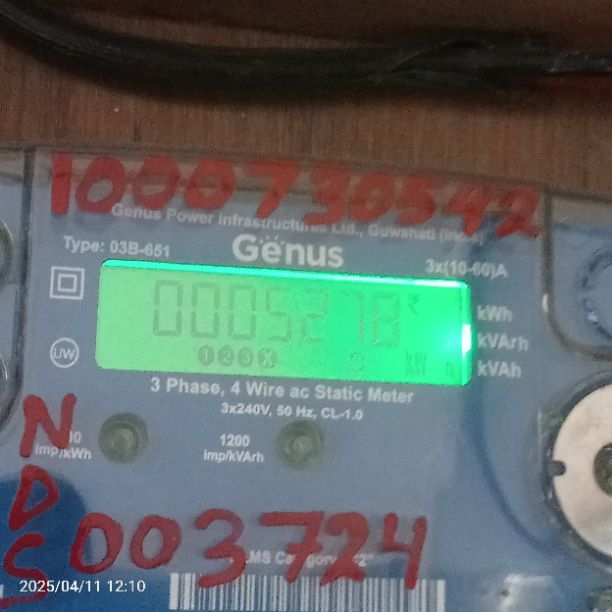 1000730542
Genus Power Infrastructures Ltd., Guwahati (India)
Type: 03B-651
Genus
3x(10-60)A
0005278
kWh
kVArh
kVAh
U/W
3 Phase, 4 Wire ac Static Meter
3x240V, 50 Hz, CL-1.0
imp/kWh
1200
imp/kVArh
NDS
003724
2025/04/11 12:10